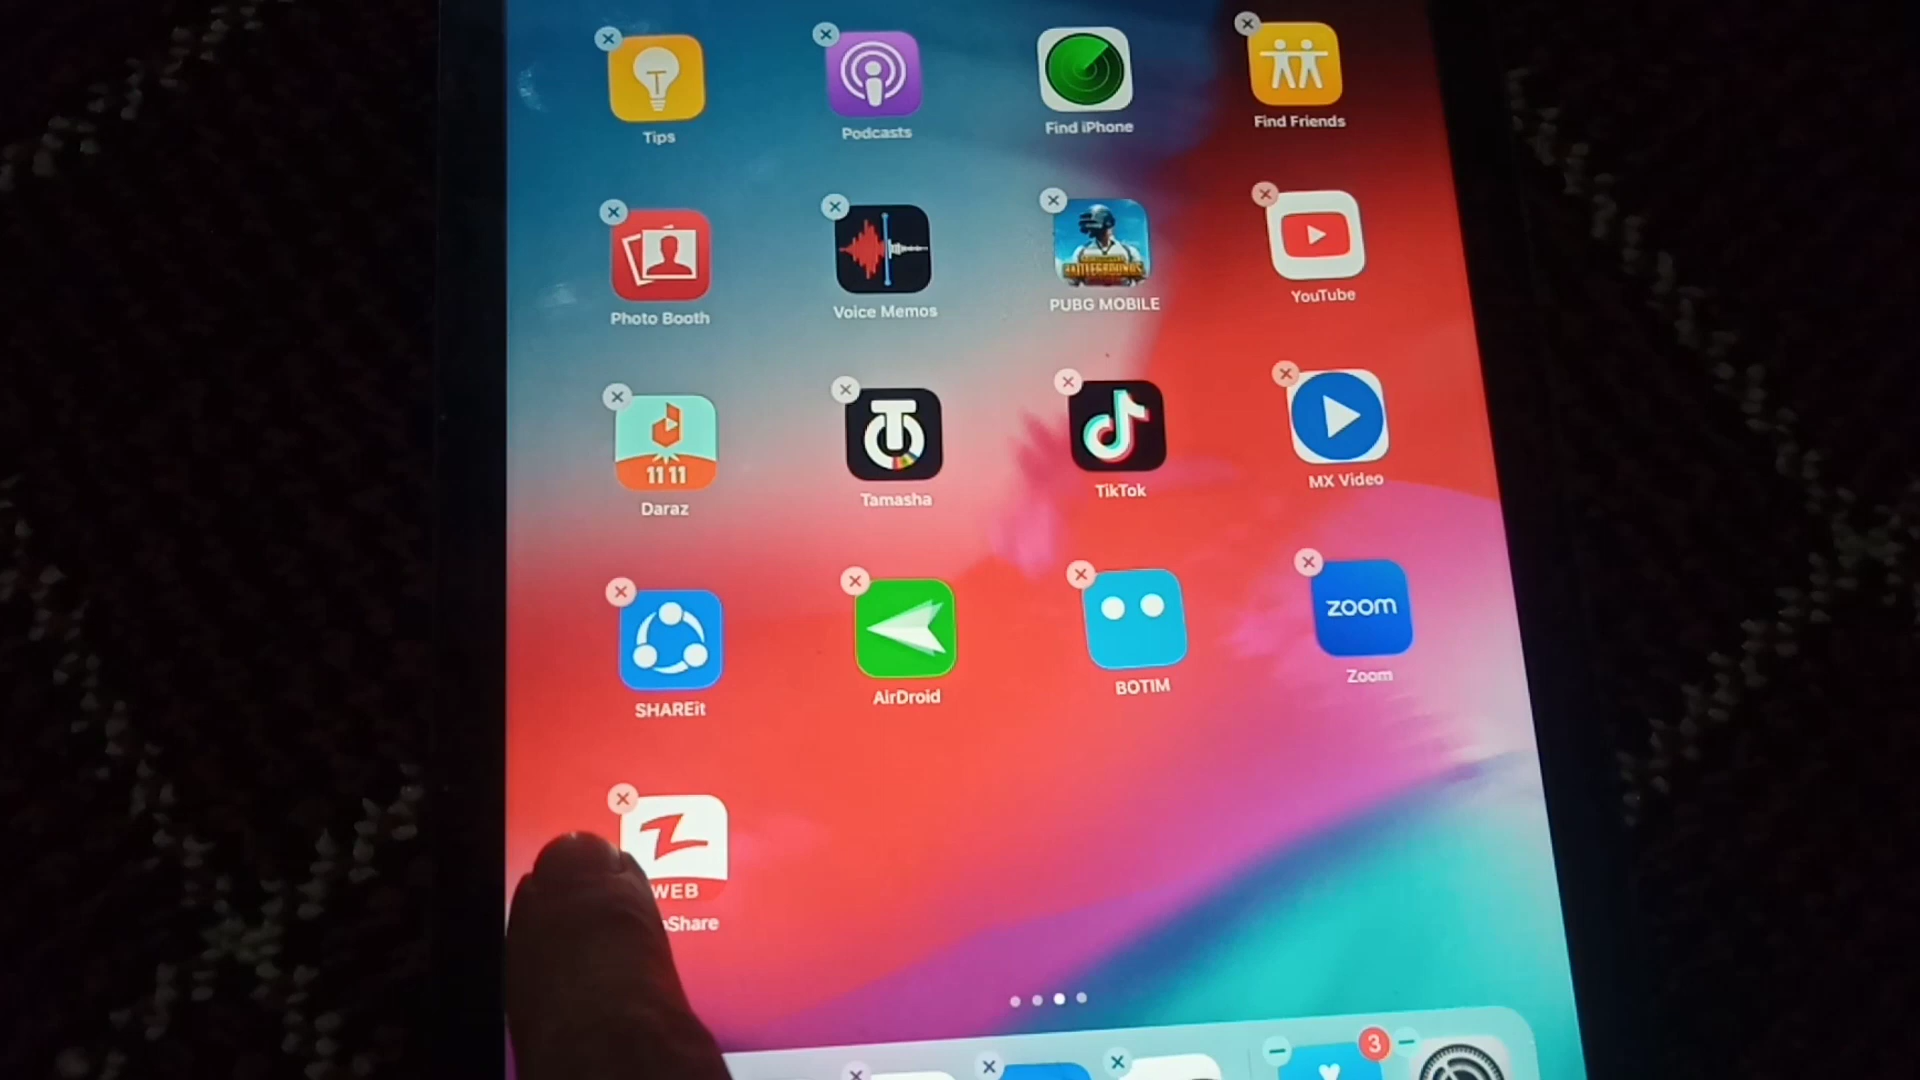 Tips
Podcasts
Find iPhone
Find Friends
Photo Booth
Voice Memos
BATTLEGROUNDS
PUBG MOBILE
YouTube
11 11
Daraz
Tamasha
TikTok
MX Video
zoom
SHAREit
AirDroid
BOTIM
Zoom
WEB
Share
3